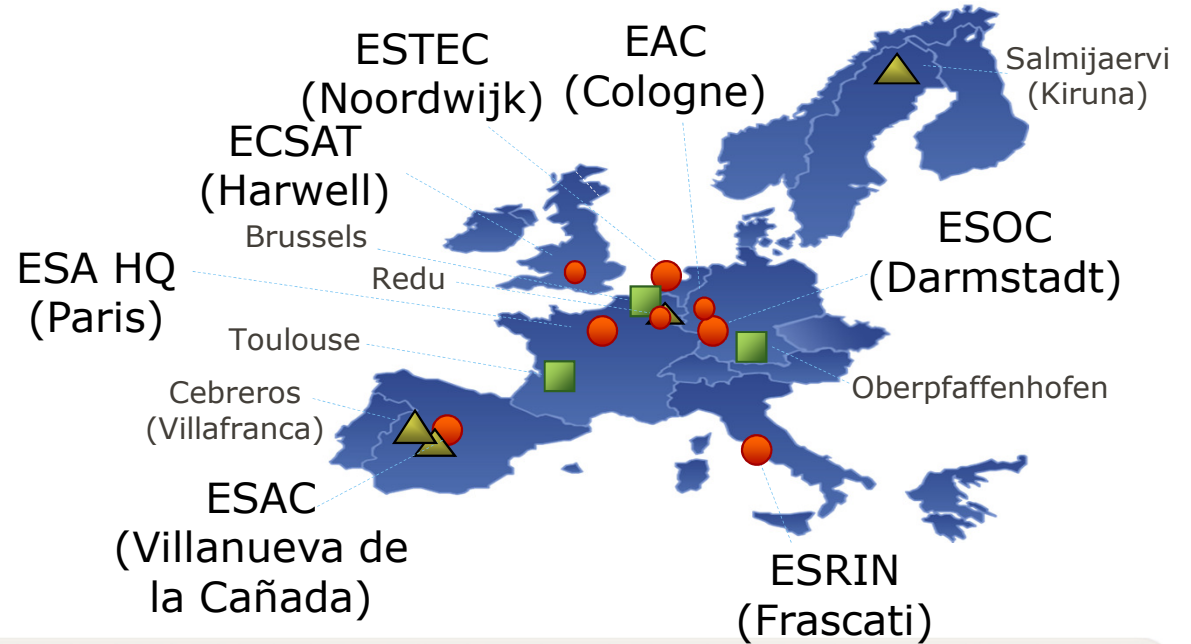 ESTEC
(Noordwijk)
EAC
(Cologne)
Salmijaervi
(Kiruna)
ECSAT
(Harwell)
Brussels
Redu
ESA HQ
(Paris)
ESOC
(Darmstadt)
Toulouse
Cebreros
(Villafranca)
Oberpfaffenhofen
ESAC
(Villanueva de
la Cañada)
ESRIN
(Frascati)